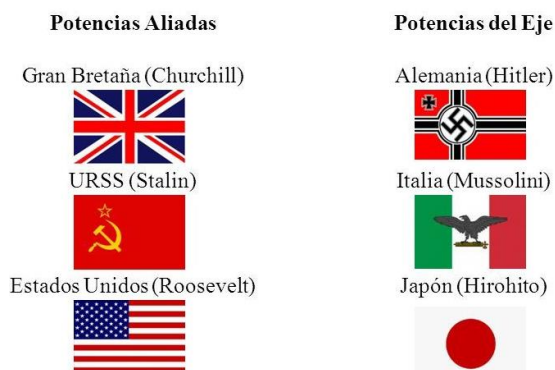 Potencias Aliadas
Potencias del Eje
Gran Bretaña (Churchill)
Alemania (Hitler)
URSS (Stalin)
Italia (Mussolini)
Estados Unidos (Roosevelt)
Japón (Hirohito)